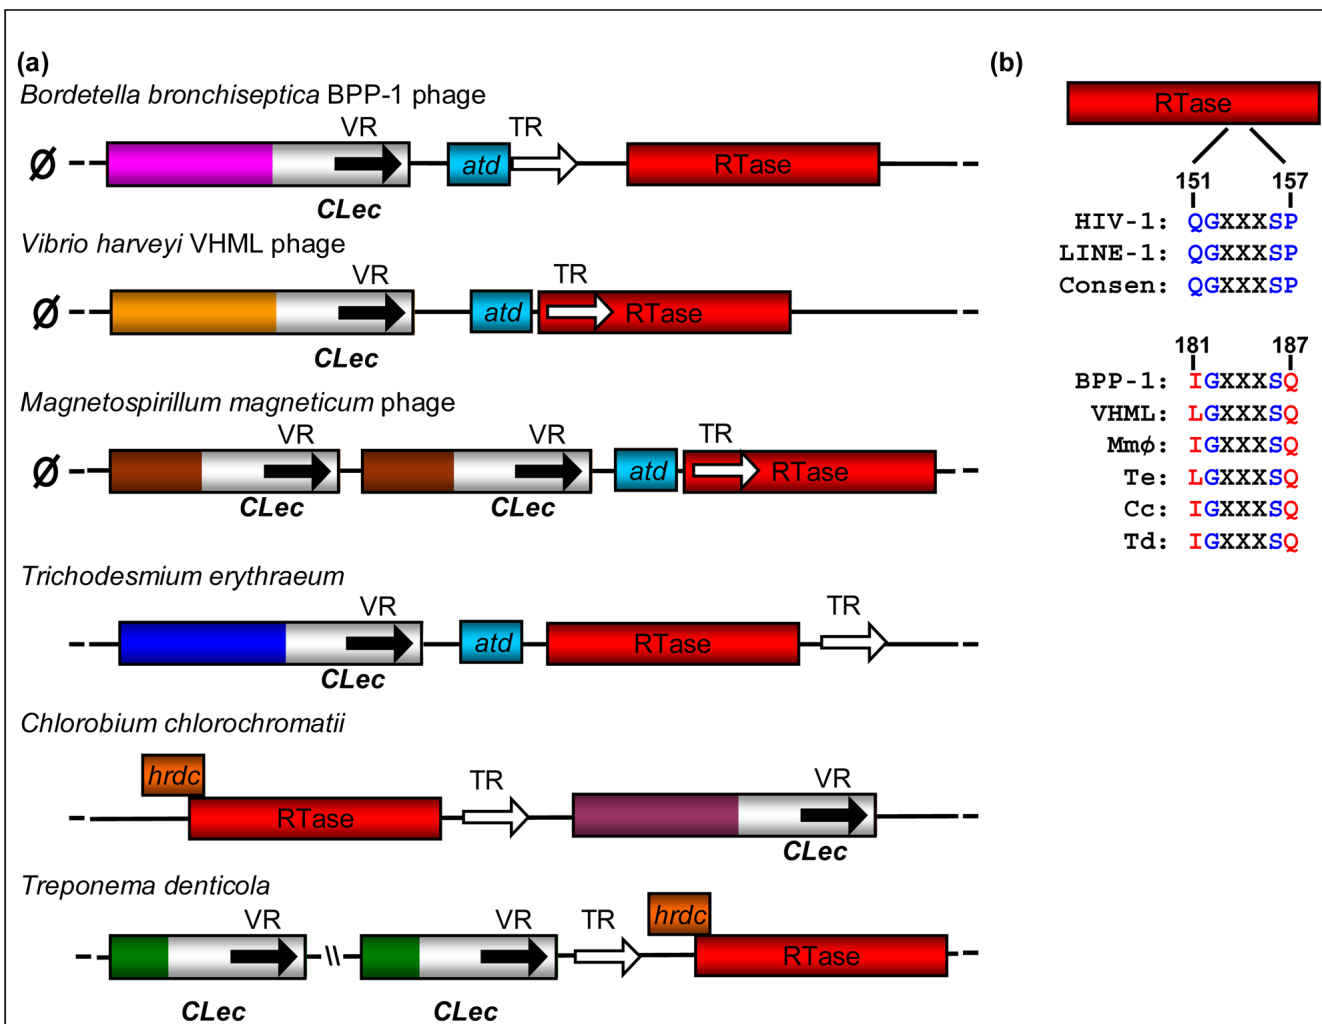 (a)
Bordetella bronchiseptica BPP-1 phage
VR
TR
Ø
atd
RTase
CLec
Vibrio harveyi VHML phage
VR
TR
Ø
atd
RTase
CLec
Magnetospirillum magneticum phage
VR
VR
TR
Ø
atd
RTase
CLec
CLec
Trichodesmium erythraeum
VR
TR
atd
RTase
CLec
Chlorobium chlorochromatii
hrdc
TR
VR
RTase
CLec
Treponema denticola
VR
VR
TR
hrdc
\\
RTase
CLec
CLec
(b)
RTase
151 157
HIV-1: QGXXXSP
LINE-1: QGXXXSP
Consen: QGXXXSP
181 187
BPP-1: IGXXXSQ
VHML: LGXXXSQ
Mmø: IGXXXSQ
Te: LGXXXSQ
Cc: IGXXXSQ
Td: IGXXXSQ